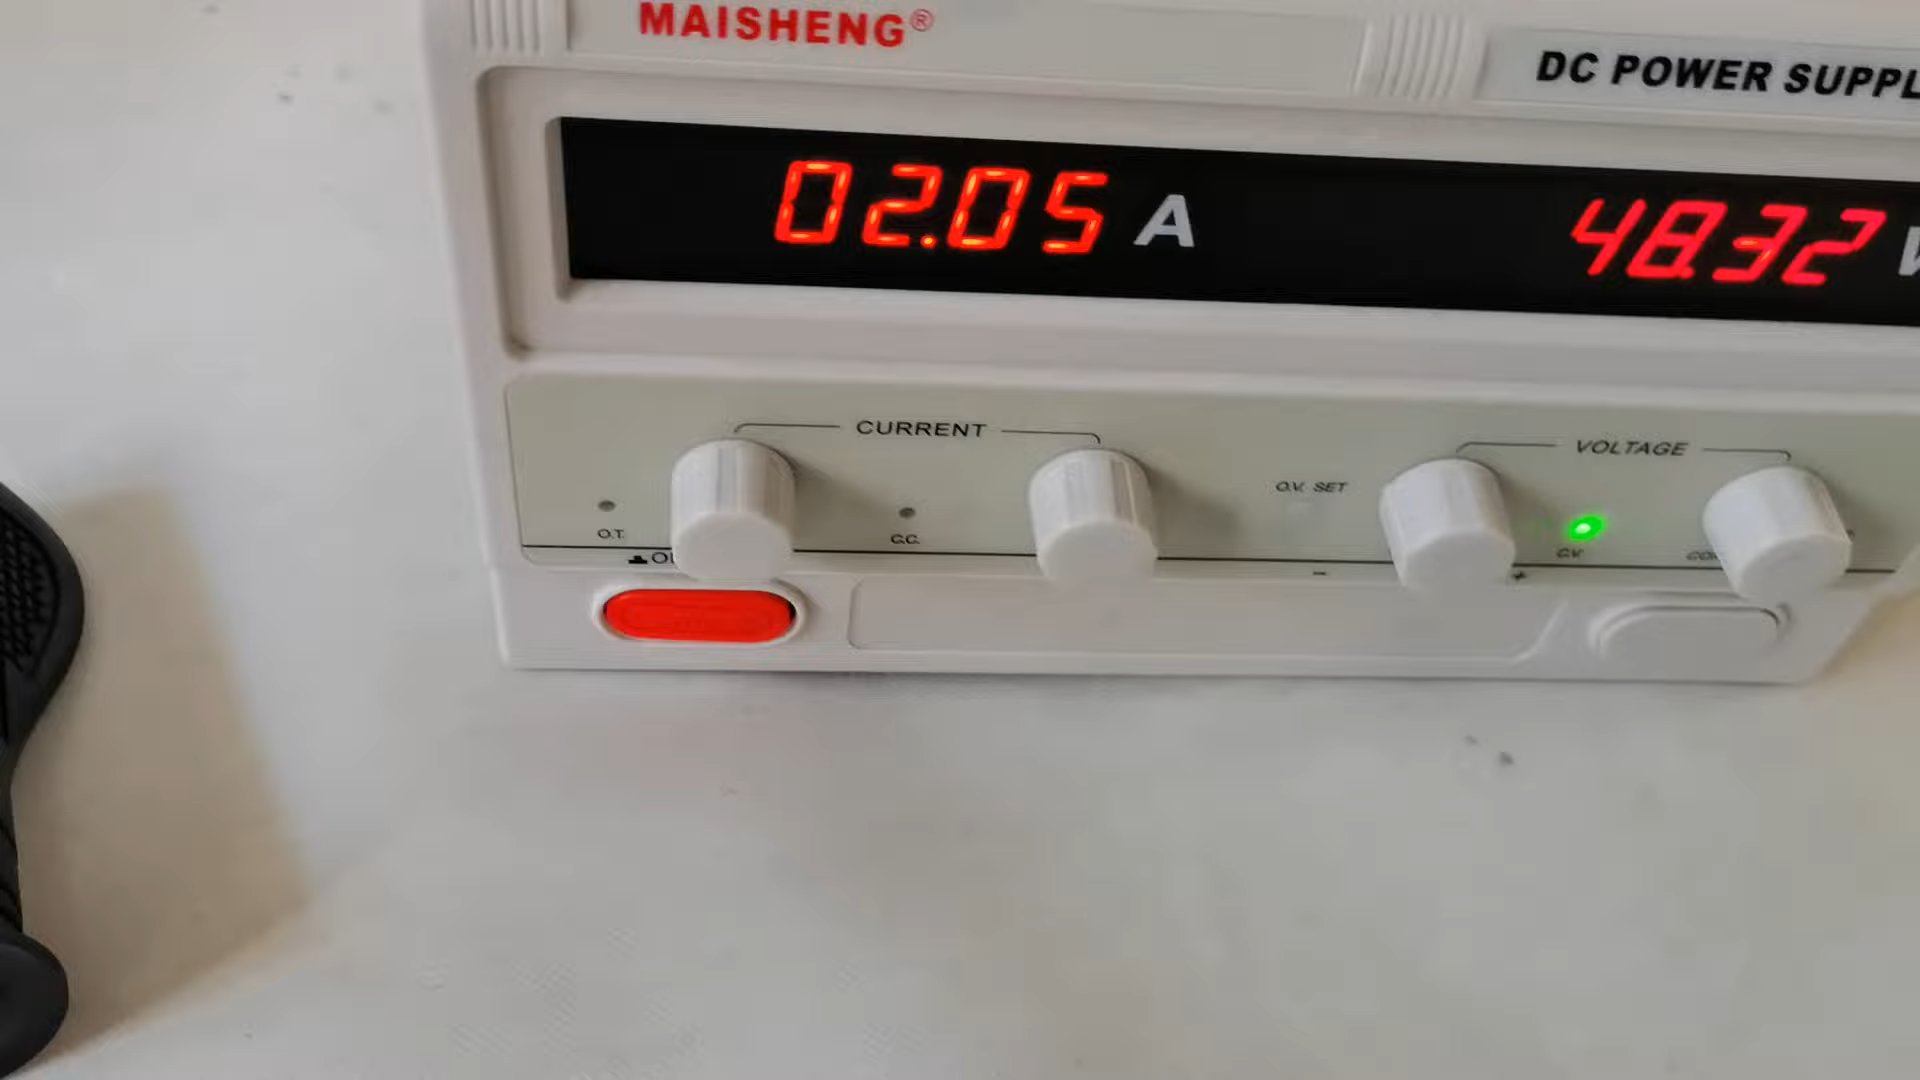 MAISHENG®
DC POWER SUPPL
02.05 A
48.32 V
CURRENT
VOLTAGE
O.V. SET
O.T.
C.C.
C.V.